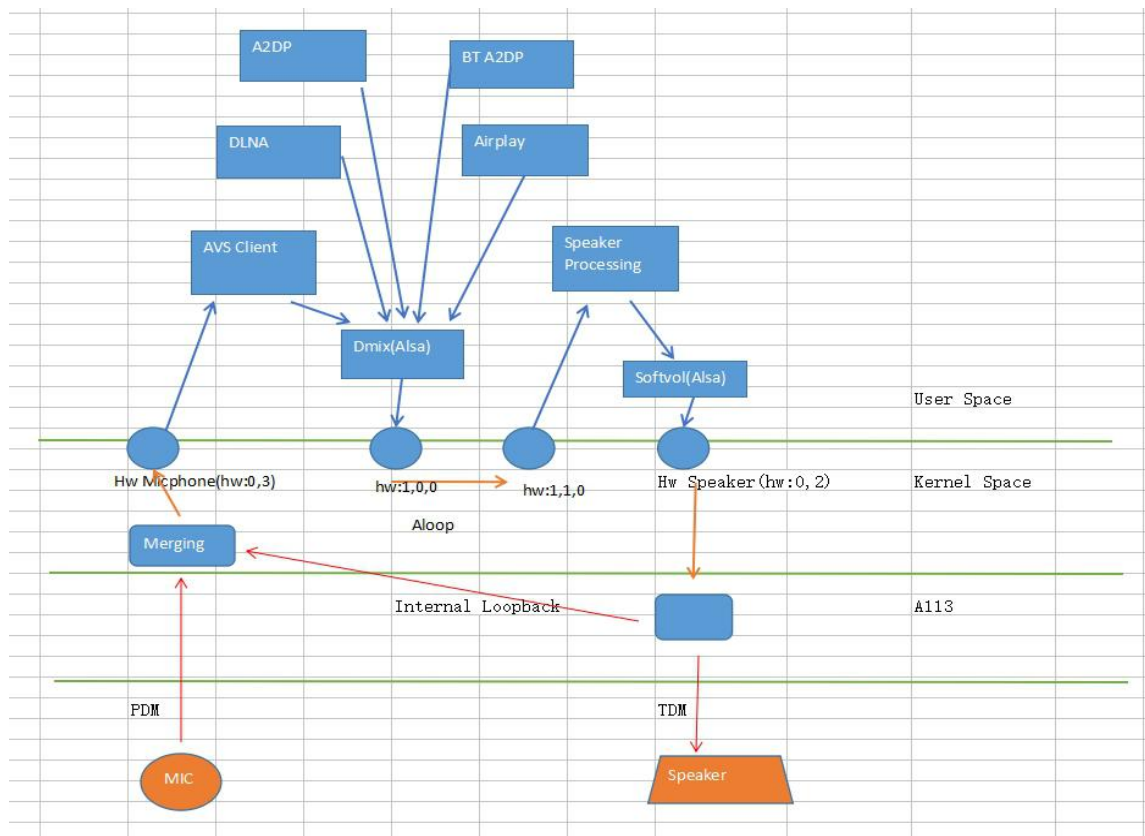 A2DP
BT A2DP
DLNA
Airplay
AVS Client
Speaker
Processing
Dmix(Alsa)
Softvol(Alsa)
User Space
Hw Micphone(hw:0,3)
hw:1,0,0
hw:1,1,0
Hw Speaker(hw:0,2)
Kernel Space
Aloop
Merging
Internal Loopback
A113
PDM
TDM
MIC
Speaker